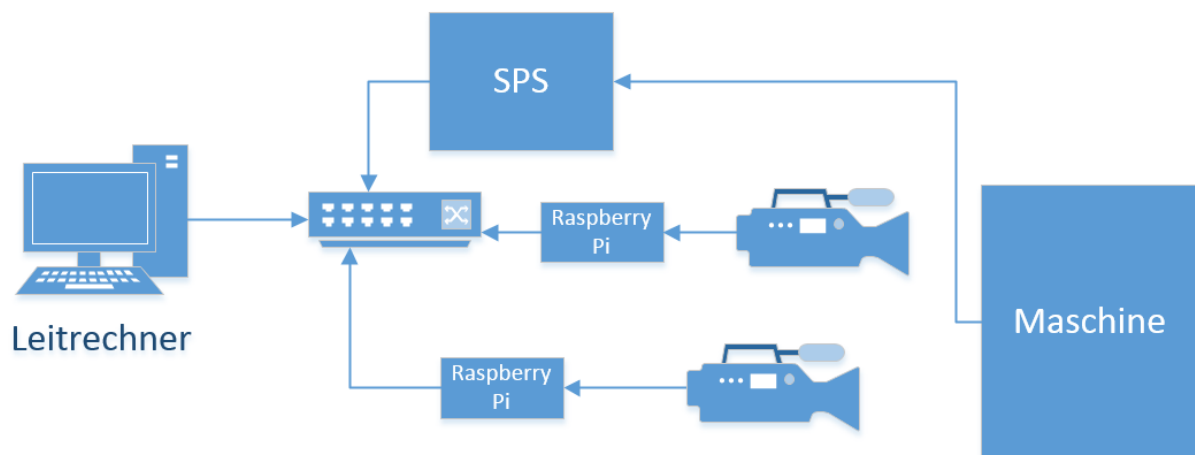 SPS
Raspberry
Pi
Leitrechner
Maschine
Raspberry
Pi